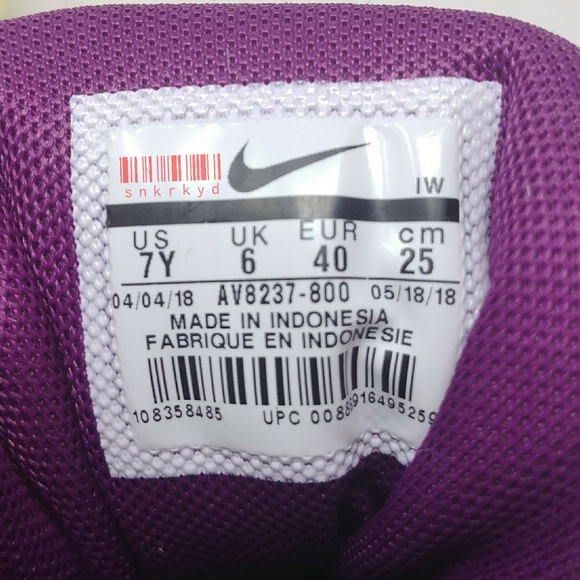 snkrkyd
IW
US UK EUR cm
7Y 6 40 25
04/04/18 AV8237-800 05/18/18
MADE IN INDONESIA
FABRIQUE EN INDONESIE
108358485 UPC 00